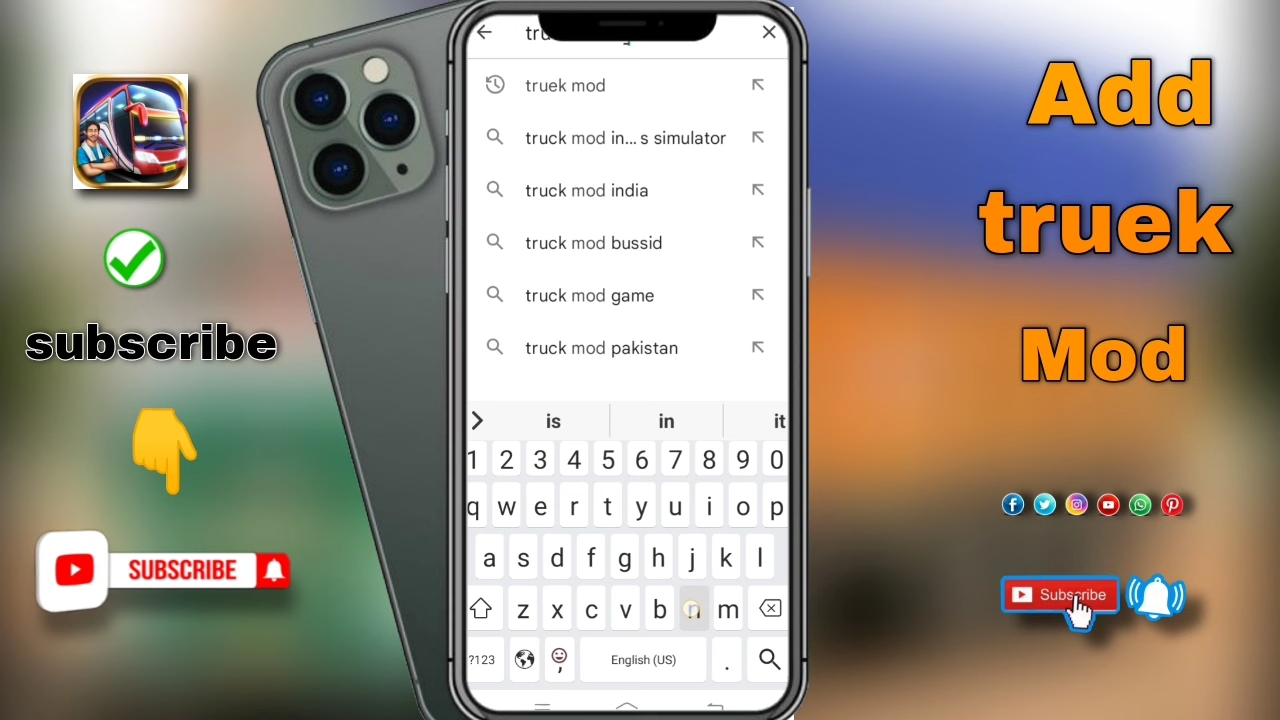 truek mod
truck mod in... s simulator
truck mod india
truck mod bussid
truck mod game
truck mod pakistan
is in it
1 2 3 4 5 6 7 8 9 0
q w e r t y u i o p
a s d f g h j k l
z x c v b n m
?123 English (US) .
subscribe
SUBSCRIBE
Add
truek
Mod
Subscribe